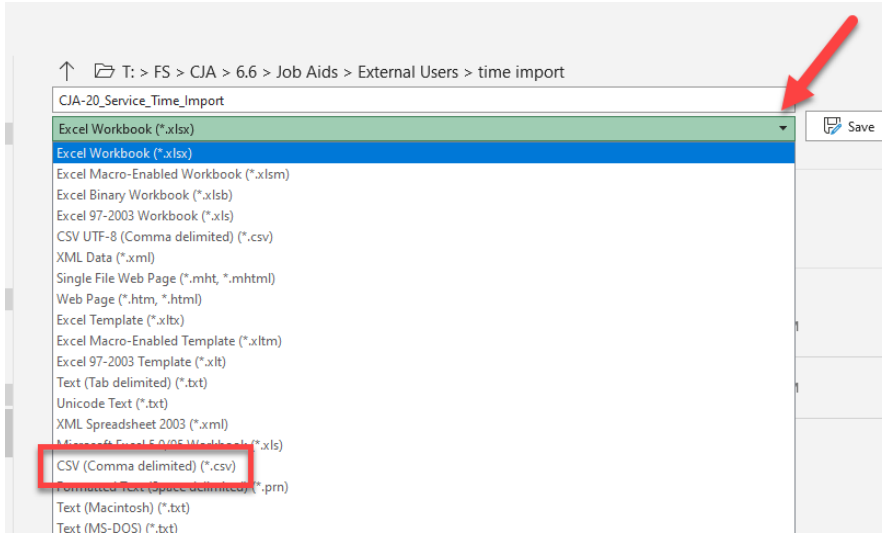 T: > FS > CJA > 6.6 > Job Aids > External Users > time import
CJA-20_Service_Time_Import
Excel Workbook (*.xlsx)
Save
Excel Workbook (*.xlsx)
Excel Macro-Enabled Workbook (*.xlsm)
Excel Binary Workbook (*.xlsb)
Excel 97-2003 Workbook (*.xls)
CSV UTF-8 (Comma delimited) (*.csv)
XML Data (*.xml)
Single File Web Page (*.mht, *.mhtml)
Web Page (*.htm, *.html)
Excel Template (*.xltx)
Excel Macro-Enabled Template (*.xltm)
Excel 97-2003 Template (*.xlt)
Text (Tab delimited) (*.txt)
Unicode Text (*.txt)
XML Spreadsheet 2003 (*.xml)
Microsoft Excel 5.0/95 Workbook (*.xls)
CSV (Comma delimited) (*.csv)
Formatted Text (Space delimited) (*.prn)
Text (Macintosh) (*.txt)
Text (MS-DOS) (*.txt)